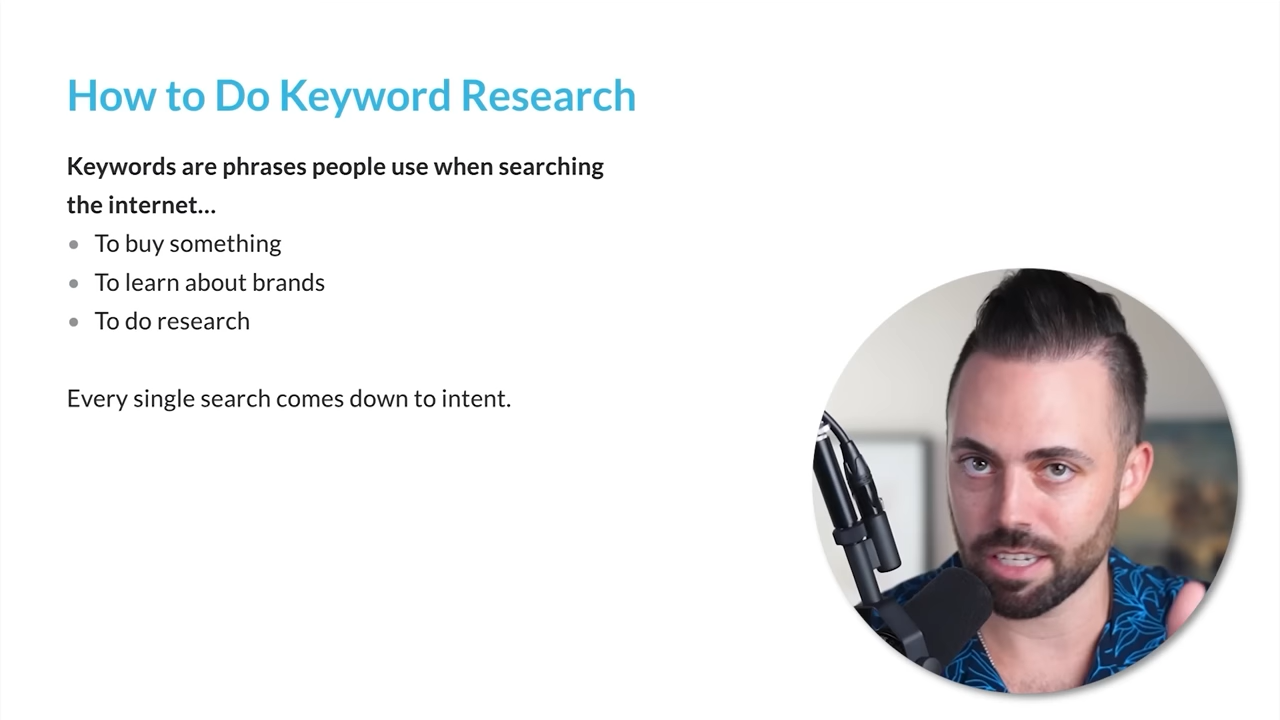 How to Do Keyword Research
Keywords are phrases people use when searching
the internet...
• To buy something
• To learn about brands
• To do research
Every single search comes down to intent.